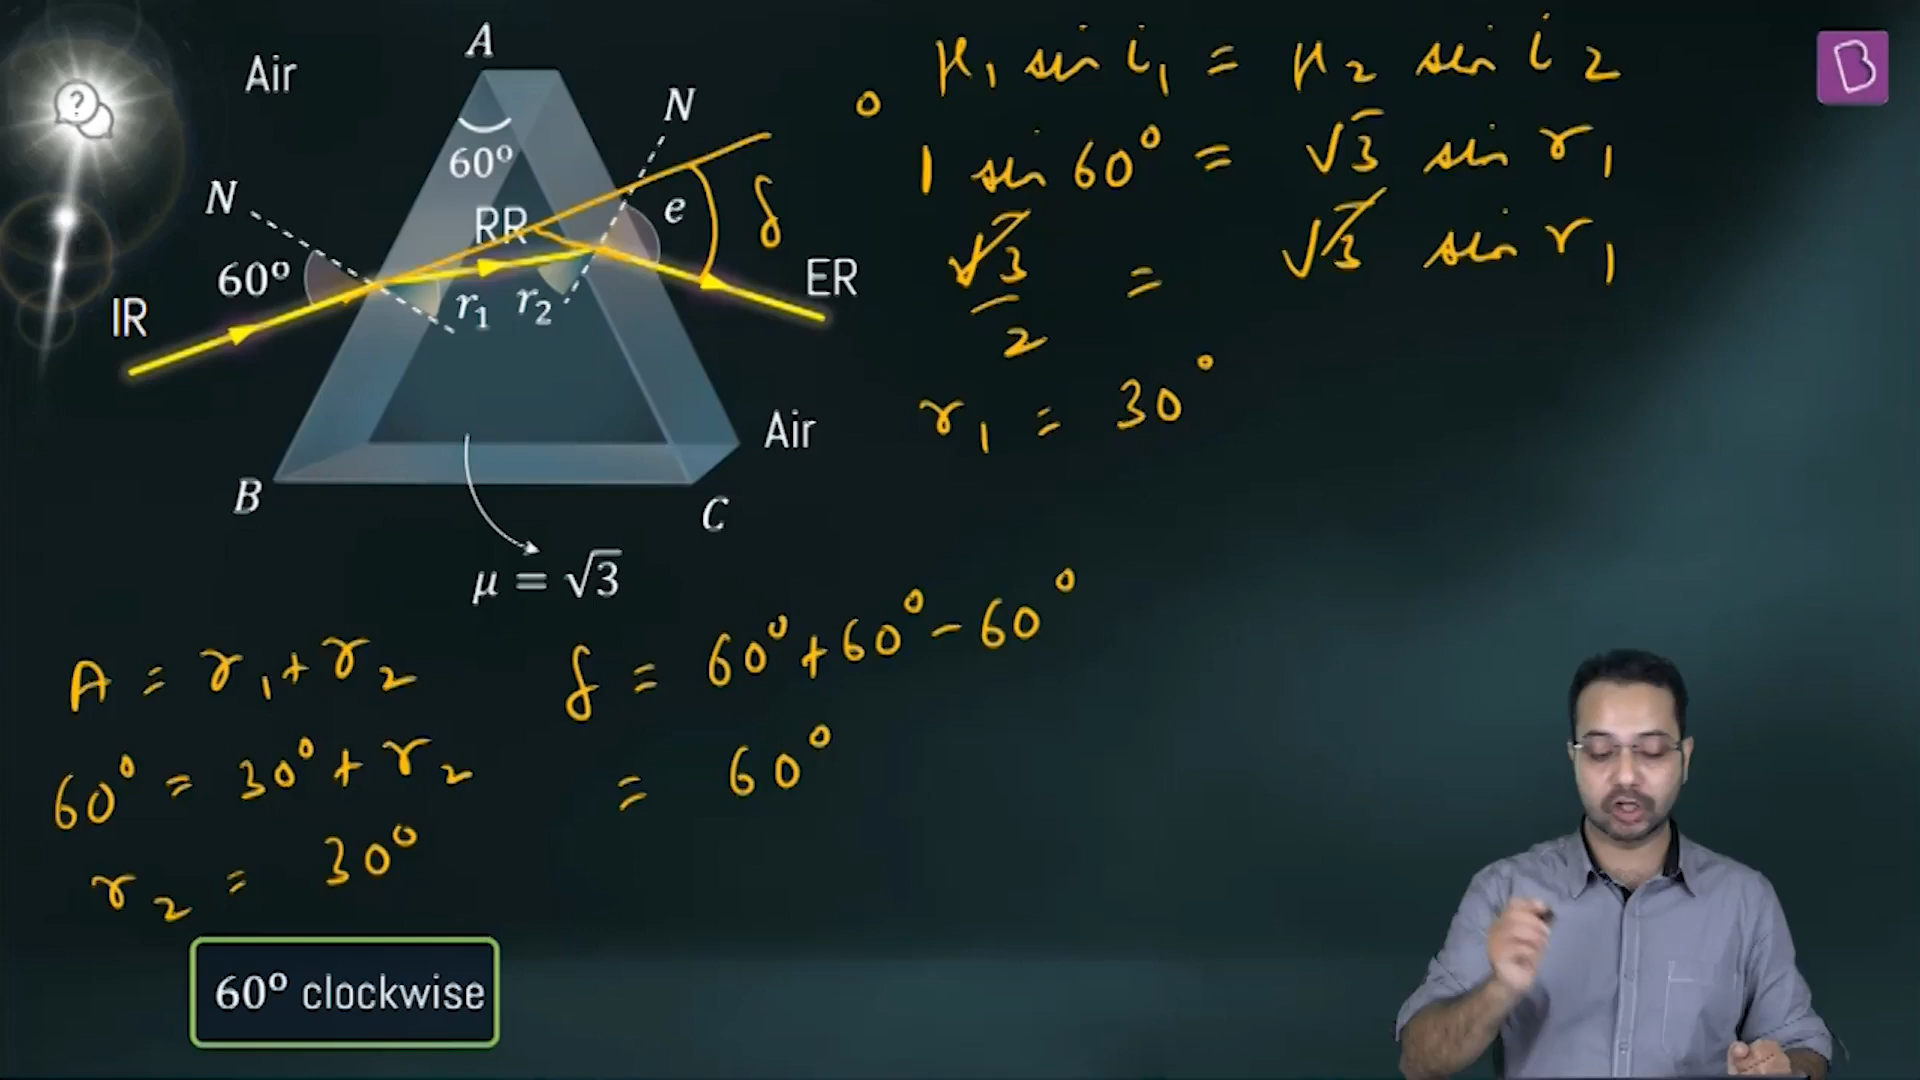 A
Air
N
60°
N
RR
e
δ
60°
ER
IR
r₁
r₂
Air
B
C
μ = √3
μ₁ sin i₁ = μ₂ sin i₂
1 sin 60° = √3 sin r₁
√3/2 = √3 sin r₁
r₁ = 30°
A = r₁ + r₂
60° = 30° + r₂
r₂ = 30°
δ = 60° + 60° - 60°
= 60°
60° clockwise
B